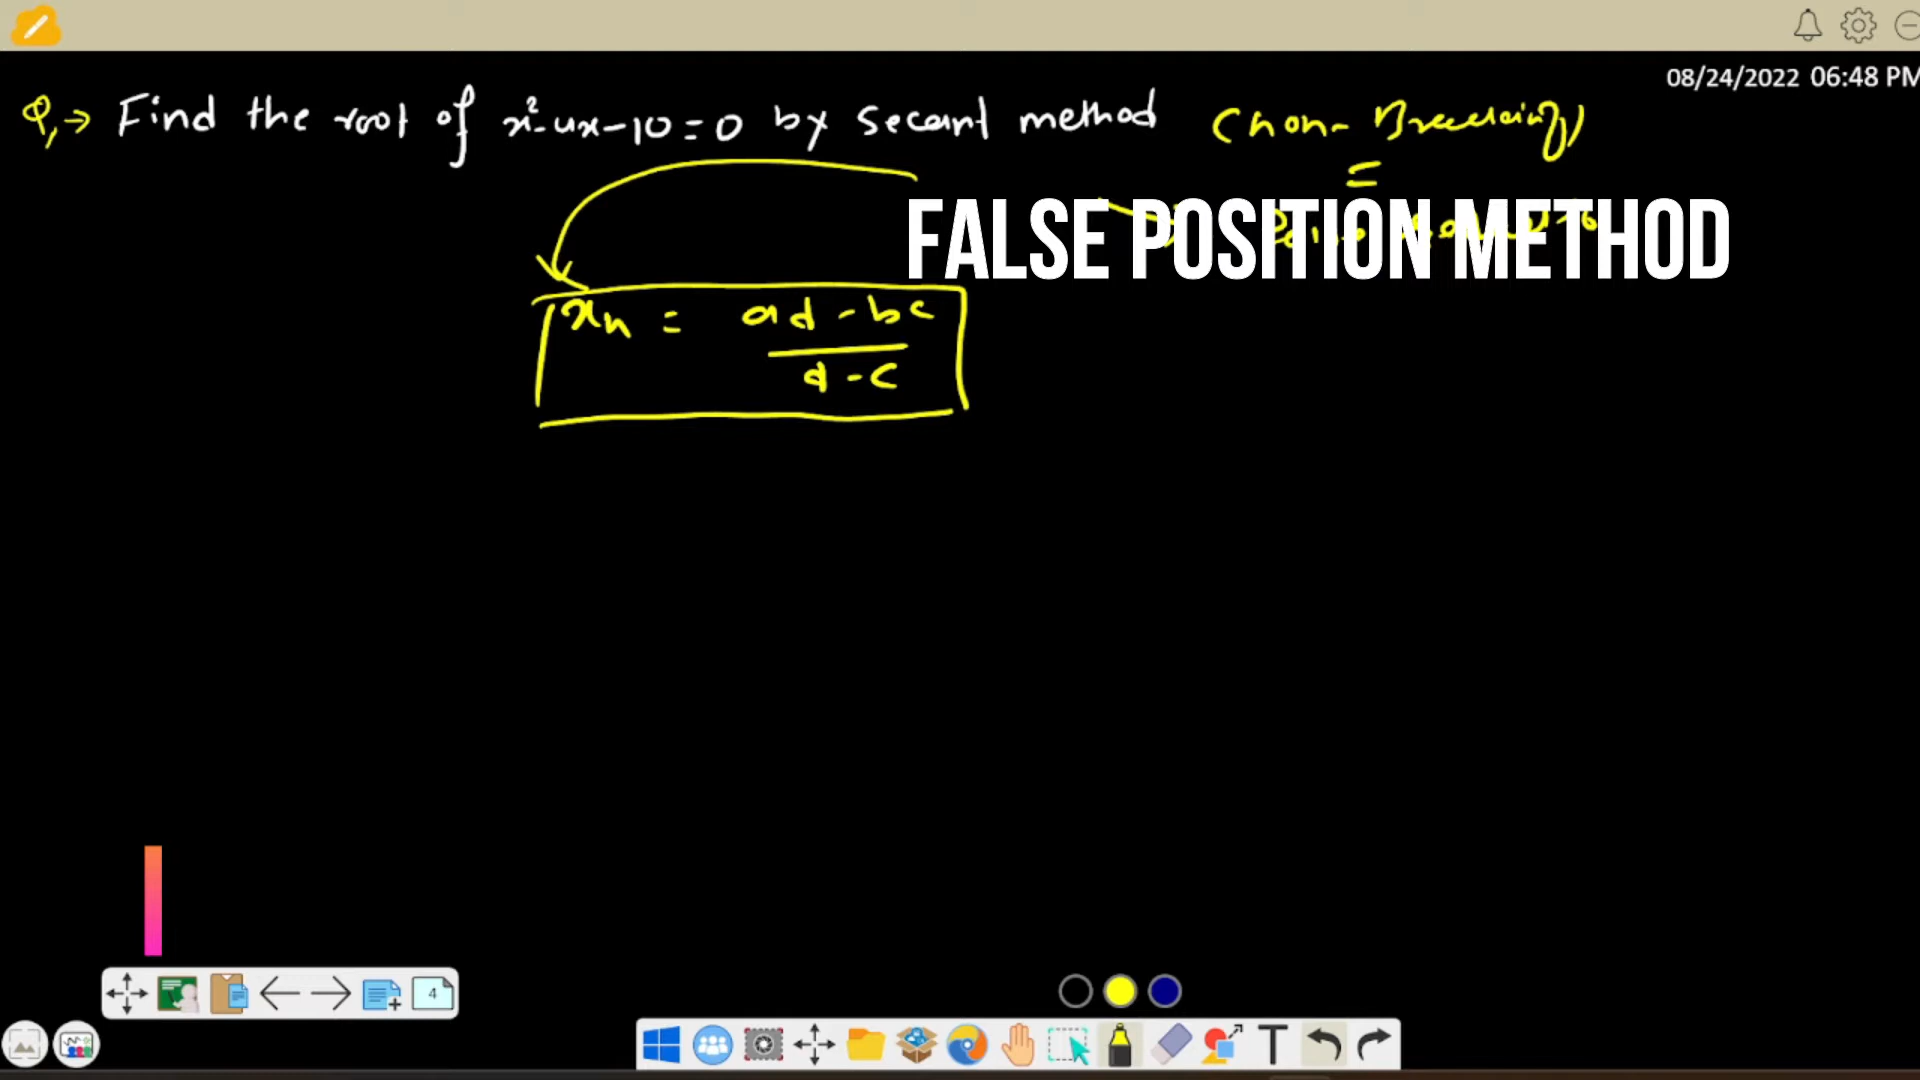 08/24/2022 06:48 PM
Q,→ Find the root of x²-4x-10=0 by secant method (non-
=
FALSE POSITION METHOD
xn = ad-bc
d-c
4
T